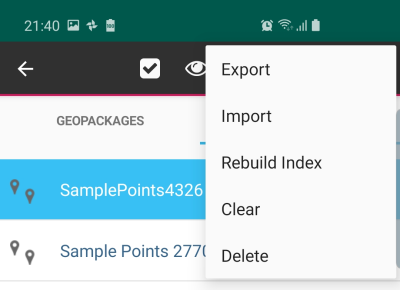 21:40
Export
GEOPACKAGES
Import
SamplePoints4326
Rebuild Index
Clear
Sample Points 2770
Delete